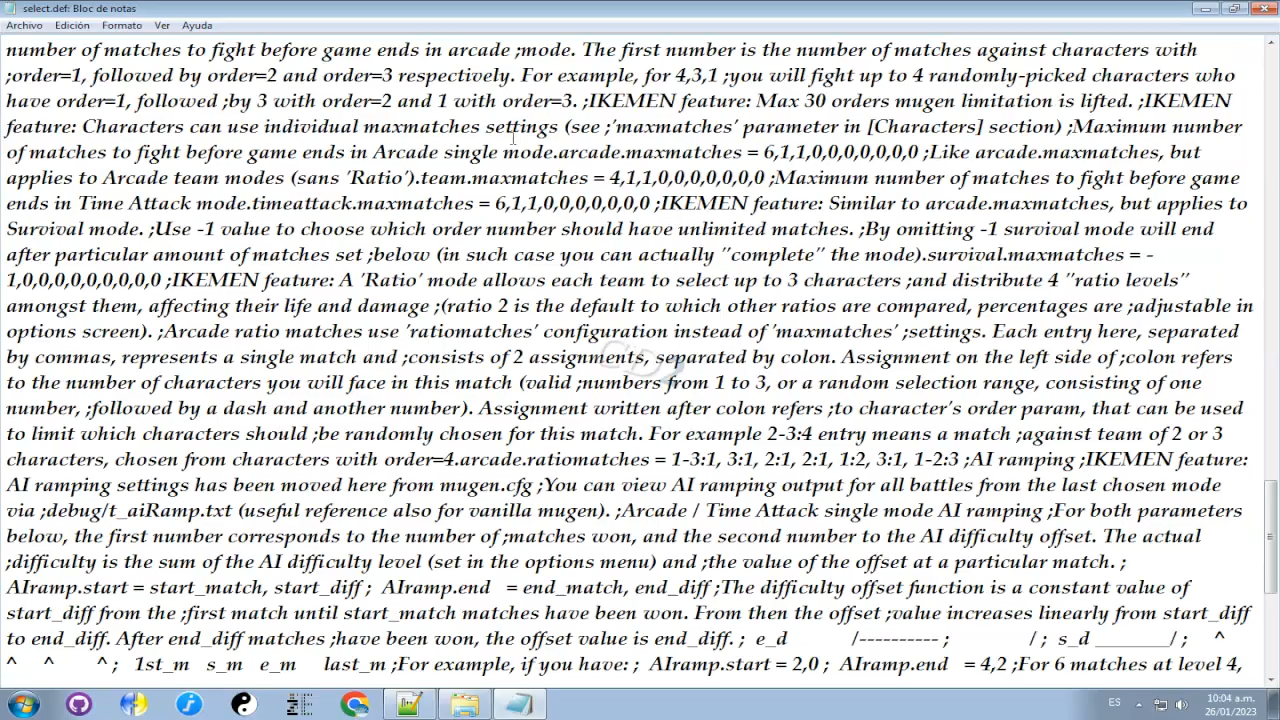 select.def: Bloc de notas
Archivo Edición Formato Ver Ayuda
number of matches to fight before game ends in arcade ;mode. The first number is the number of matches against characters with
;order=1, followed by order=2 and order=3 respectively. For example, for 4,3,1 ;you will fight up to 4 randomly-picked characters who
have order=1, followed ;by 3 with order=2 and 1 with order=3. ;IKEMEN feature: Max 30 orders mugen limitation is lifted. ;IKEMEN
feature: Characters can use individual maxmatches settings (see ;'maxmatches' parameter in [Characters] section) ;Maximum number
of matches to fight before game ends in Arcade single mode.arcade.maxmatches = 6,1,1,0,0,0,0,0,0,0 ;Like arcade.maxmatches, but
applies to Arcade team modes (sans 'Ratio').team.maxmatches = 4,1,1,0,0,0,0,0,0,0 ;Maximum number of matches to fight before game
ends in Time Attack mode.timeattack.maxmatches = 6,1,1,0,0,0,0,0,0,0 ;IKEMEN feature: Similar to arcade.maxmatches, but applies to
Survival mode. ;Use -1 value to choose which order number should have unlimited matches. ;By omitting -1 survival mode will end
after particular amount of matches set ;below (in such case you can actually "complete" the mode).survival.maxmatches = -
1,0,0,0,0,0,0,0,0,0 ;IKEMEN feature: A 'Ratio' mode allows each team to select up to 3 characters ;and distribute 4 "ratio levels"
amongst them, affecting their life and damage ;(ratio 2 is the default to which other ratios are compared, percentages are ;adjustable in
options screen). ;Arcade ratio matches use 'ratiomatches' configuration instead of 'maxmatches' ;settings. Each entry here, separated
by commas, represents a single match and ;consists of 2 assignments, separated by colon. Assignment on the left side of ;colon refers
to the number of characters you will face in this match (valid ;numbers from 1 to 3, or a random selection range, consisting of one
number, ;followed by a dash and another number). Assignment written after colon refers ;to character's order param, that can be used
to limit which characters should ;be randomly chosen for this match. For example 2-3:4 entry means a match ;against team of 2 or 3
characters, chosen from characters with order=4.arcade.ratiomatches = 1-3:1, 3:1, 2:1, 2:1, 1:2, 3:1, 1-2:3 ;AI ramping ;IKEMEN feature:
AI ramping settings has been moved here from mugen.cfg ;You can view AI ramping output for all battles from the last chosen mode
via ;debug/t_aiRamp.txt (useful reference also for vanilla mugen). ;Arcade / Time Attack single mode AI ramping ;For both parameters
below, the first number corresponds to the number of ;matches won, and the second number to the AI difficulty offset. The actual
;difficulty is the sum of the AI difficulty level (set in the options menu) and ;the value of the offset at a particular match. ;
AIramp.start = start_match, start_diff ;  AIramp.end   = end_match, end_diff ;The difficulty offset function is a constant value of
start_diff from the ;first match until start_match matches have been won. From then the offset ;value increases linearly from start_diff
to end_diff. After end_diff matches ;have been won, the offset value is end_diff. ;  e_d          /---------- ;            / ;  s_d _______/ ;    ^
^    ^      ^ ;   1st_m   s_m   e_m     last_m ;For example, if you have: ;  AIramp.start = 2,0 ;  AIramp.end   = 4,2 ;For 6 matches at level 4,
CD2
ES 10:04 a.m.
26/01/2023